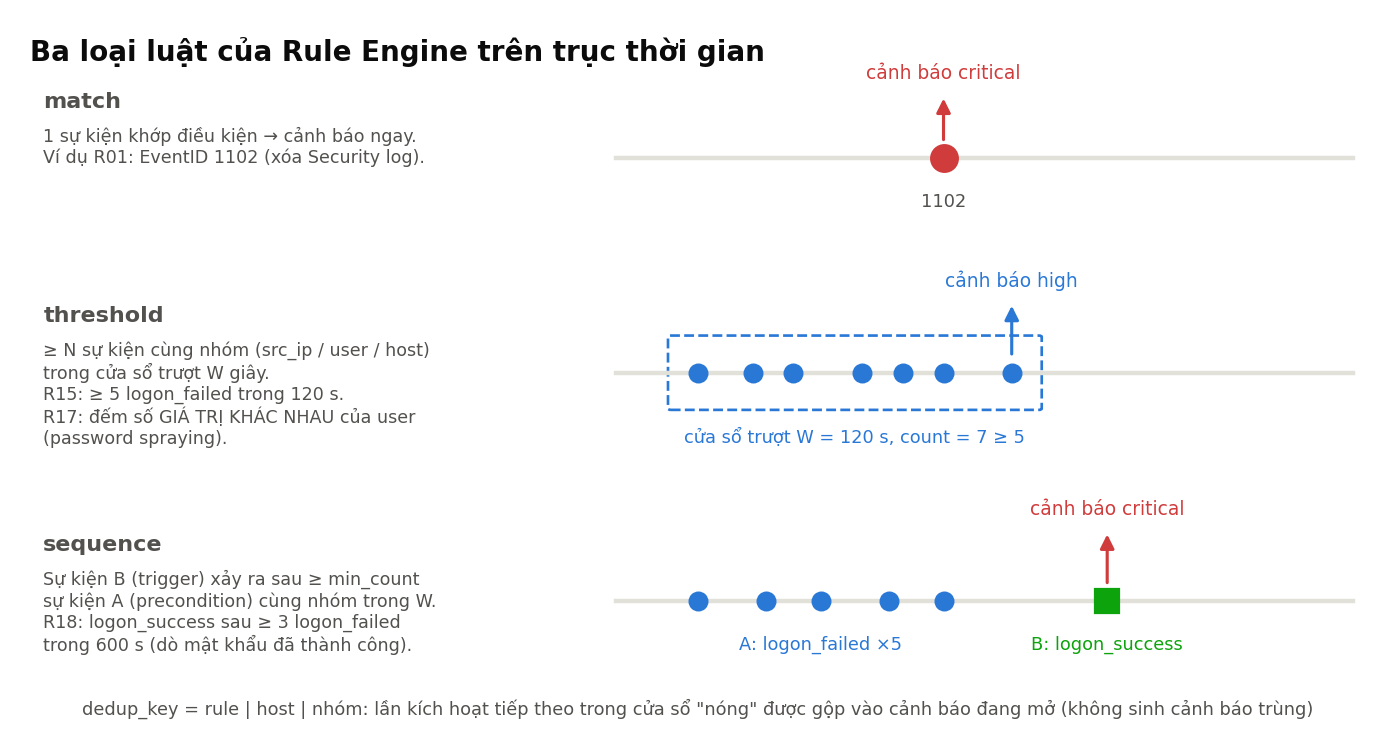 Ba loại luật của Rule Engine trên trục thời gian
cảnh báo critical
match
1 sự kiện khớp điều kiện → cảnh báo ngay.
Ví dụ R01: EventID 1102 (xóa Security log).
1102
cảnh báo high
threshold
≥ N sự kiện cùng nhóm (src_ip / user / host)
trong cửa sổ trượt W giây.
R15: ≥ 5 logon_failed trong 120 s.
R17: đếm số GIÁ TRỊ KHÁC NHAU của user
(password spraying).
cửa sổ trượt W = 120 s, count = 7 ≥ 5
cảnh báo critical
sequence
Sự kiện B (trigger) xảy ra sau ≥ min_count
sự kiện A (precondition) cùng nhóm trong W.
R18: logon_success sau ≥ 3 logon_failed
trong 600 s (dò mật khẩu đã thành công).
A: logon_failed ×5
B: logon_success
dedup_key = rule | host | nhóm: lần kích hoạt tiếp theo trong cửa sổ "nóng" được gộp vào cảnh báo đang mở (không sinh cảnh báo trùng)